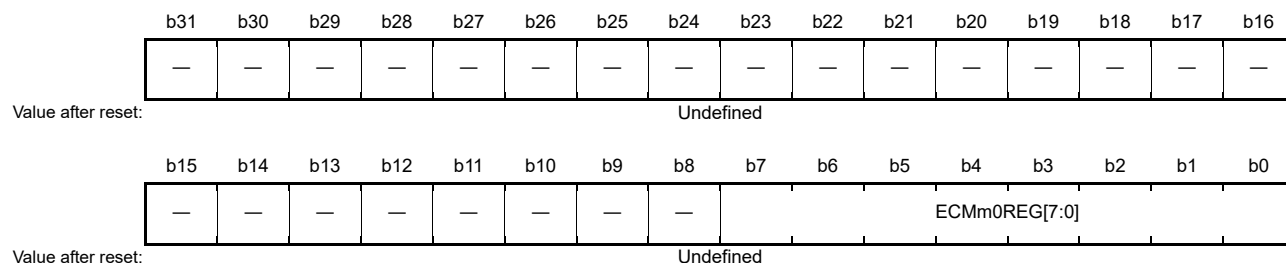 b31 b30 b29 b28 b27 b26 b25 b24 b23 b22 b21 b20 b19 b18 b17 b16
— — — — — — — — — — — — — — — —
Value after reset: Undefined
b15 b14 b13 b12 b11 b10 b9 b8 b7 b6 b5 b4 b3 b2 b1 b0
— — — — — — — — ECMm0REG[7:0]
Value after reset: Undefined